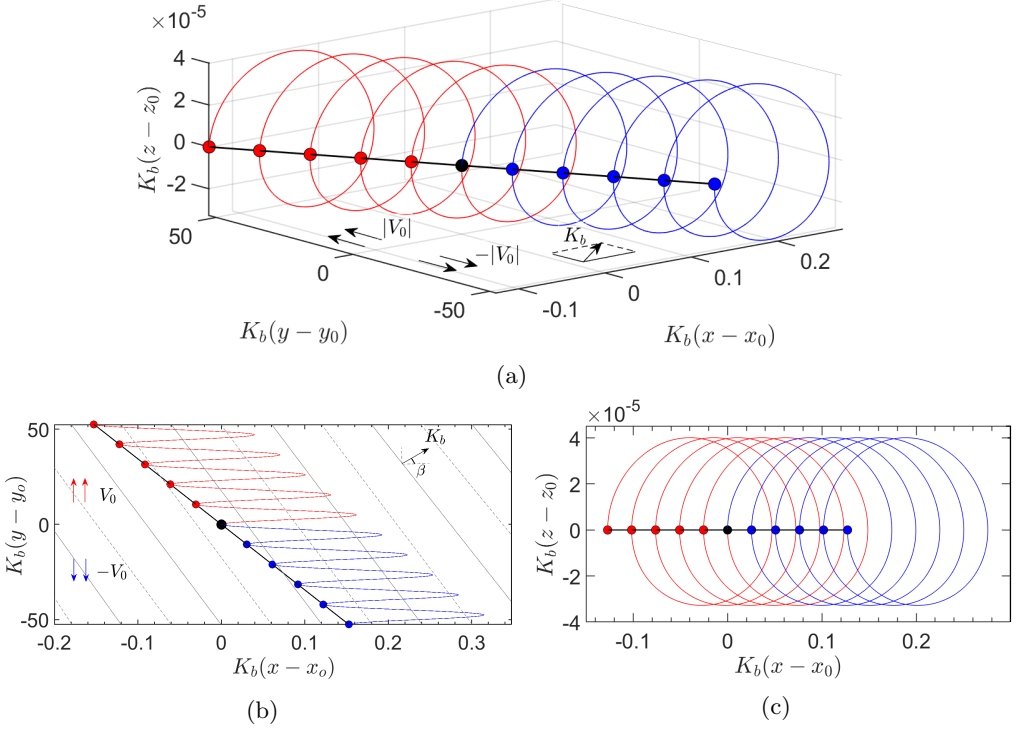 ×10⁻⁵
4
2
0
-2
K_b(z − z_0)
50
0
-50
|V_0|
−|V_0|
K_b
-0.1
0
0.1
0.2
K_b(y − y_0)
K_b(x − x_0)
(a)
50
0
-50
K_b(y − y_o)
V_0
−V_0
K_b
β
-0.2
-0.1
0
0.1
0.2
0.3
K_b(x − x_o)
(b)
×10⁻⁵
4
2
0
-2
-4
K_b(z − z_0)
-0.1
0
0.1
0.2
K_b(x − x_0)
(c)